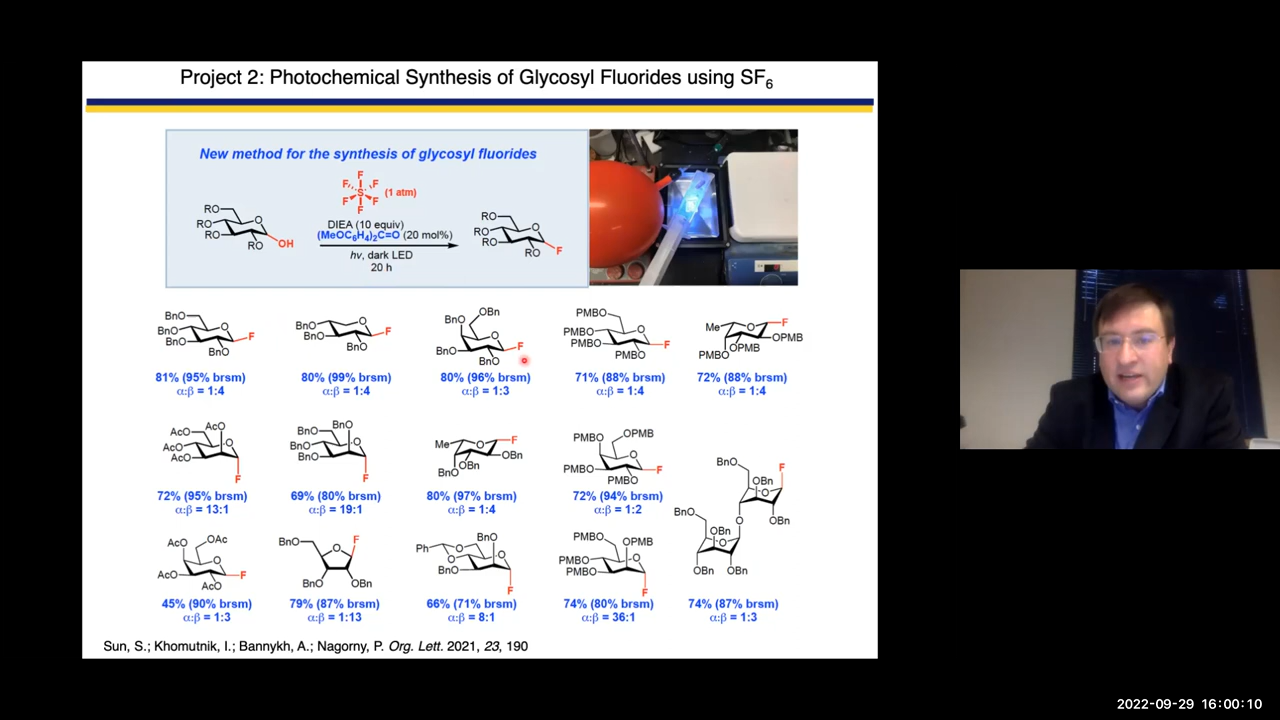 Project 2: Photochemical Synthesis of Glycosyl Fluorides using SF6
New method for the synthesis of glycosyl fluorides
F
F F
S (1 atm)
F F
F
RO
O
RO
RO
RO
OH
DIEA (10 equiv)
(MeOC6H4)2C=O (20 mol%)
hv, dark LED
20 h
RO
O
RO
RO
RO
F
BnO
O
BnO
BnO
F
OBn
O
BnO
BnO
F
OBn
BnO
OBn
O
F
BnO
BnO
PMBO
O
PMBO
PMBO
F
PMBO
Me
O
F
OPMB
OPMB
PMBO
81% (95% brsm)
α:β = 1:4
80% (99% brsm)
α:β = 1:4
80% (96% brsm)
α:β = 1:3
71% (88% brsm)
α:β = 1:4
72% (88% brsm)
α:β = 1:4
AcO
AcO
O
AcO
AcO
F
BnO
BnO
O
BnO
BnO
F
Me
O
F
OBn
OBn
BnO
PMBO
OPMB
O
PMBO
F
PMBO
72% (95% brsm)
α:β = 13:1
69% (80% brsm)
α:β = 19:1
80% (97% brsm)
α:β = 1:4
72% (94% brsm)
α:β = 1:2
BnO
F
OBn
O
OBn
O
BnO
OBn
O
OBn
OBn
AcO
OAc
O
AcO
F
AcO
BnO
F
O
BnO
OBn
Ph
O
O
BnO
O
BnO
F
PMBO
OPMB
O
PMBO
PMBO
F
45% (90% brsm)
α:β = 1:3
79% (87% brsm)
α:β = 1:13
66% (71% brsm)
α:β = 8:1
74% (80% brsm)
α:β = 36:1
74% (87% brsm)
α:β = 1:3
Sun, S.; Khomutnik, I.; Bannykh, A.; Nagorny, P. Org. Lett. 2021, 23, 190
2022-09-29 16:00:10